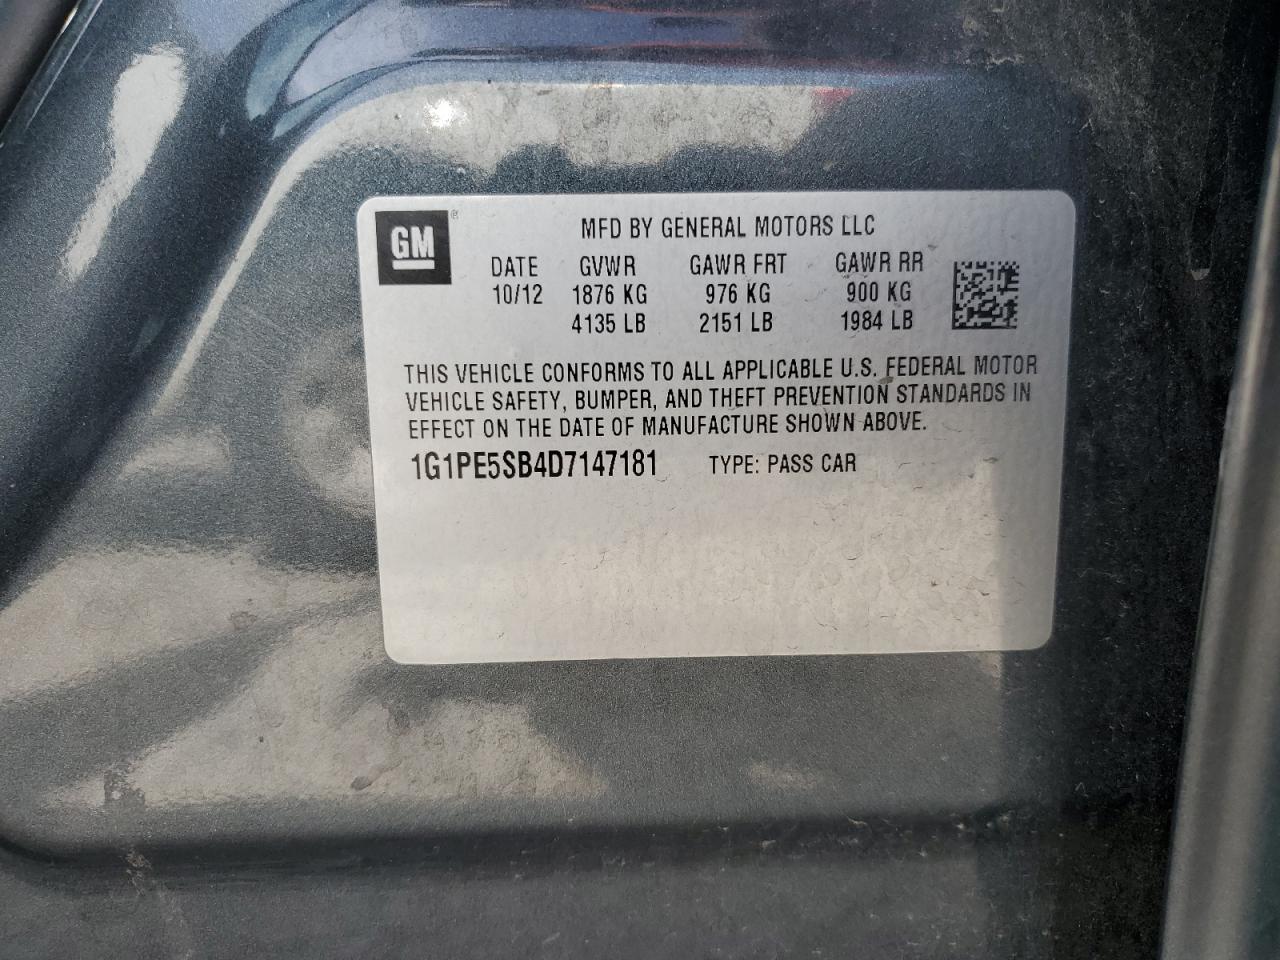 GM®
MFD BY GENERAL MOTORS LLC
DATE GVWR GAWR FRT GAWR RR
10/12 1876 KG 976 KG 900 KG
4135 LB 2151 LB 1984 LB
THIS VEHICLE CONFORMS TO ALL APPLICABLE U.S. FEDERAL MOTOR
VEHICLE SAFETY, BUMPER, AND THEFT PREVENTION STANDARDS IN
EFFECT ON THE DATE OF MANUFACTURE SHOWN ABOVE.
1G1PE5SB4D7147181 TYPE: PASS CAR